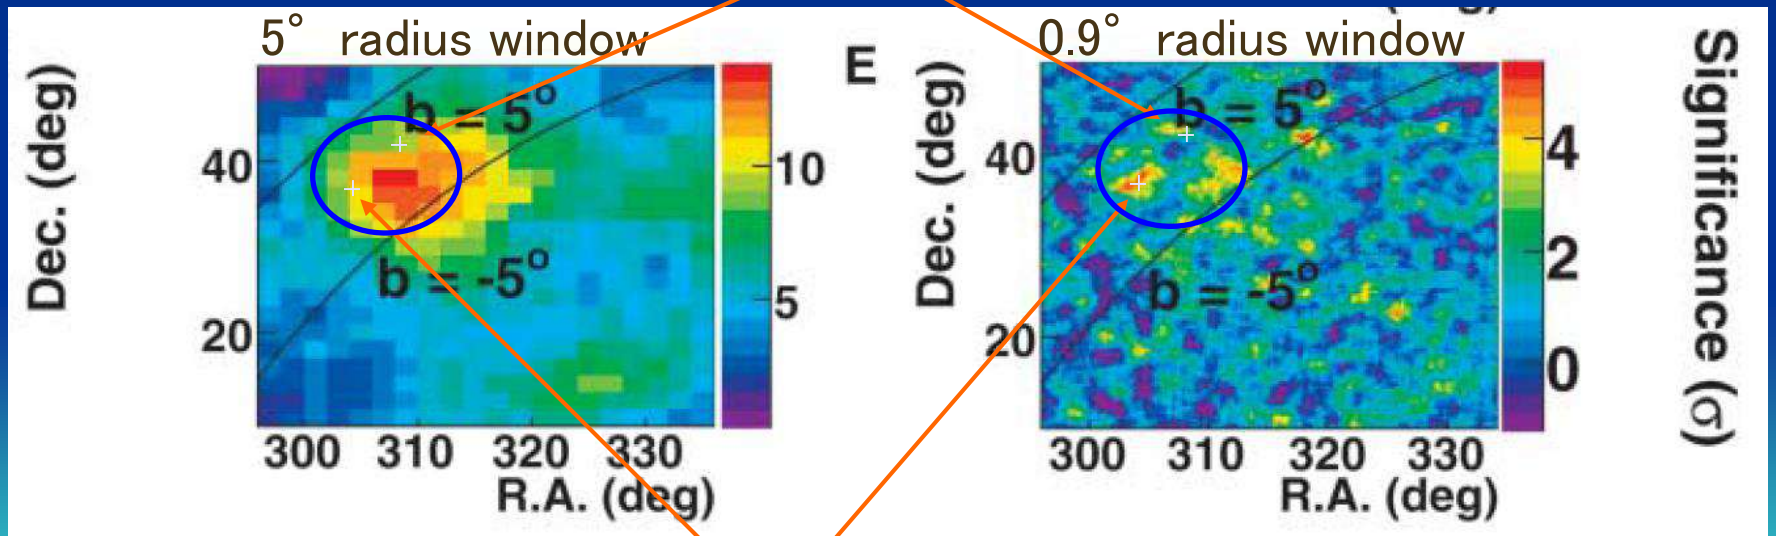 5° radius window
Dec. (deg)
40
20
b = 5°
b = -5°
300 310 320 330
R.A. (deg)
10
5
E
0.9° radius window
Dec. (deg)
40
20
b = 5°
b = -5°
300 310 320 330
R.A. (deg)
4
2
0
Significance (σ)